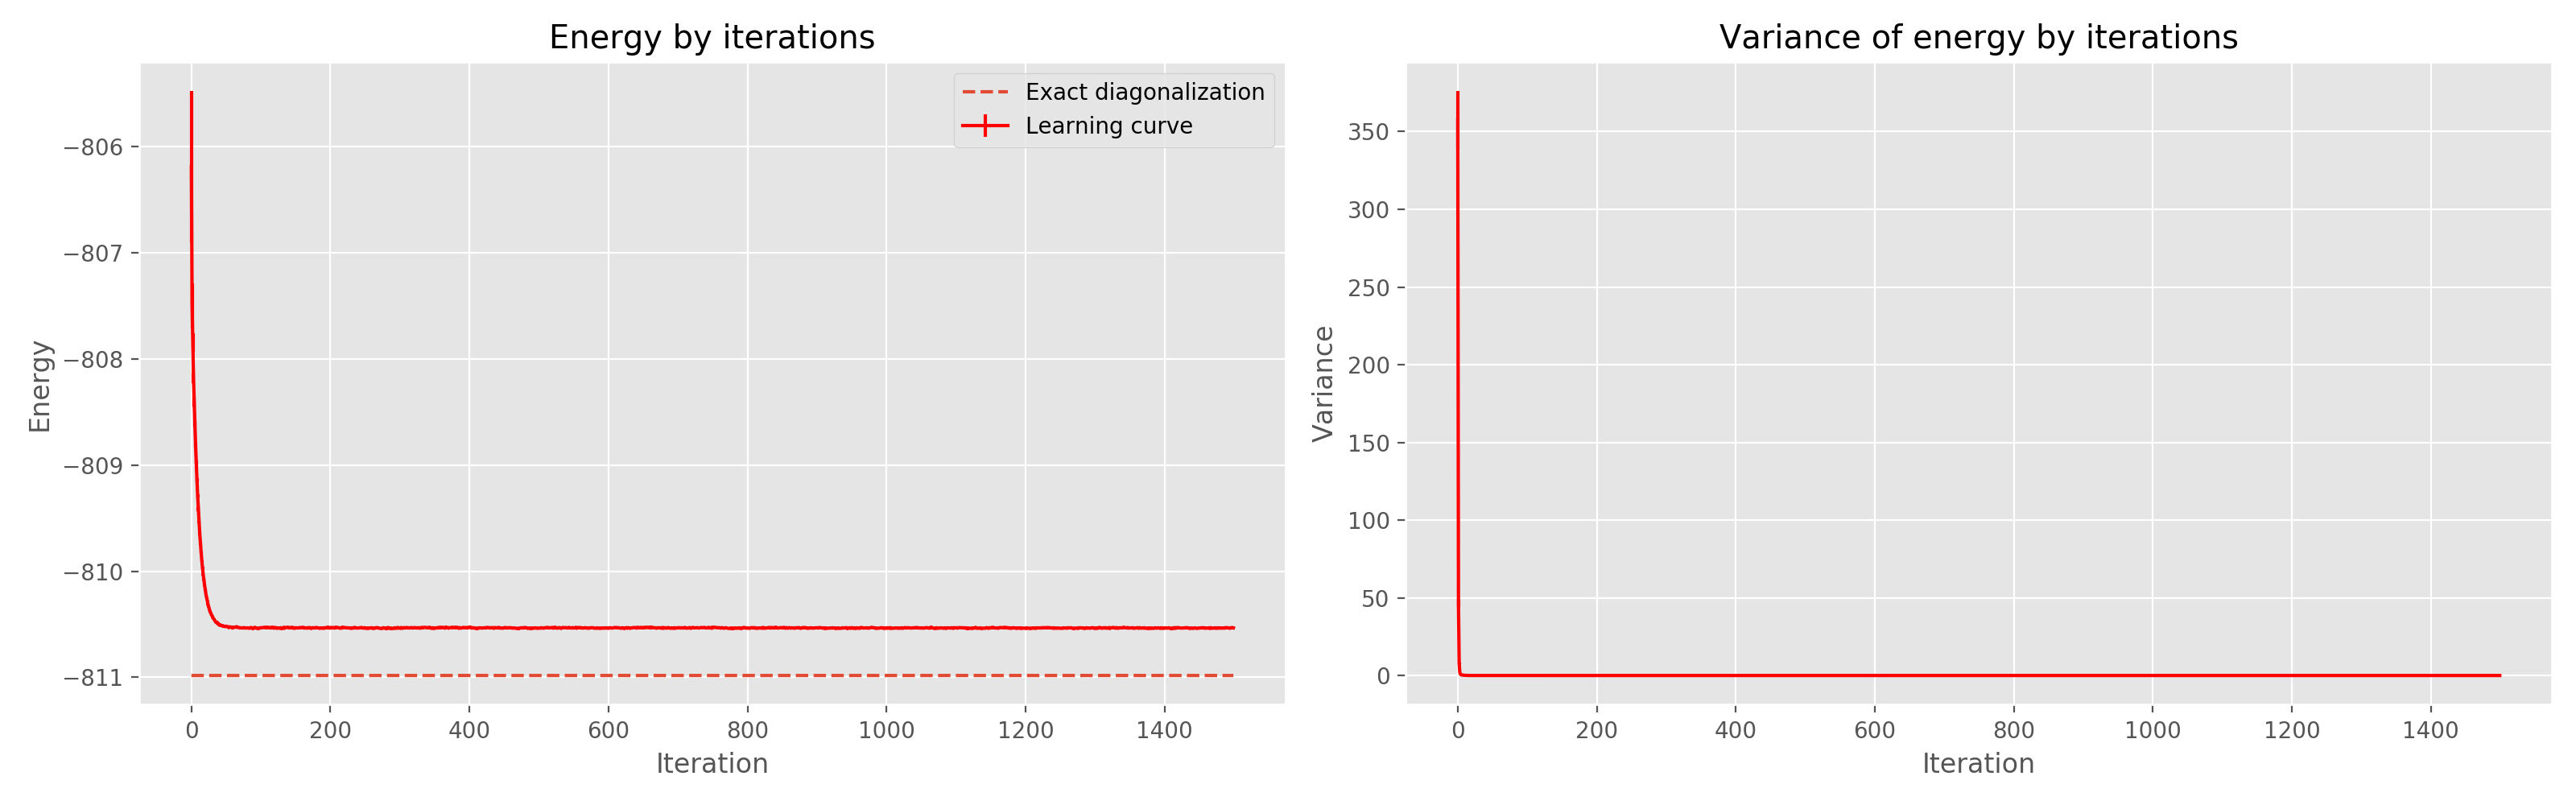 Energy by iterations
Exact diagonalization
Learning curve
Energy
−806
−807
−808
−809
−810
−811
0 200 400 600 800 1000 1200 1400
Iteration
Variance of energy by iterations
Variance
350
300
250
200
150
100
50
0
0 200 400 600 800 1000 1200 1400
Iteration